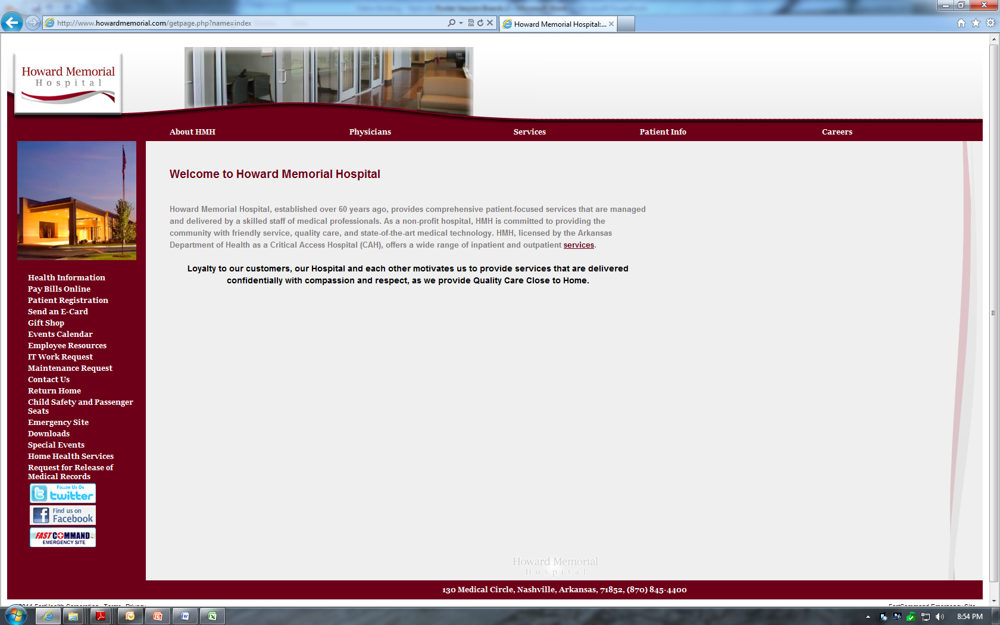 http://www.howardmemorial.com/getpage.php?name=index
Howard Memorial Hospital:...
Howard Memorial
Hospital
About HMH
Physicians
Services
Patient Info
Careers
Welcome to Howard Memorial Hospital
Howard Memorial Hospital, established over 60 years ago, provides comprehensive patient-focused services that are managed
and delivered by a skilled staff of medical professionals. As a non-profit hospital, HMH is committed to providing the
community with friendly service, quality care, and state-of-the-art medical technology. HMH, licensed by the Arkansas
Department of Health as a Critical Access Hospital (CAH), offers a wide range of inpatient and outpatient services.
Loyalty to our customers, our Hospital and each other motivates us to provide services that are delivered
confidentially with compassion and respect, as we provide Quality Care Close to Home.
Health Information
Pay Bills Online
Patient Registration
Send an E-Card
Gift Shop
Events Calendar
Employee Resources
IT Work Request
Maintenance Request
Contact Us
Return Home
Child Safety and Passenger
Seats
Emergency Site
Downloads
Special Events
Home Health Services
Request for Release of
Medical Records
Follow Us On
twitter
Find us on
Facebook
FASTCOMMAND
EMERGENCY SITE
Howard Memorial
Hospital
130 Medical Circle, Nashville, Arkansas, 71852, (870) 845-4400
2011 FastHealth Corporation Terms Privacy
FastCommand Emergency Site
8:54 PM